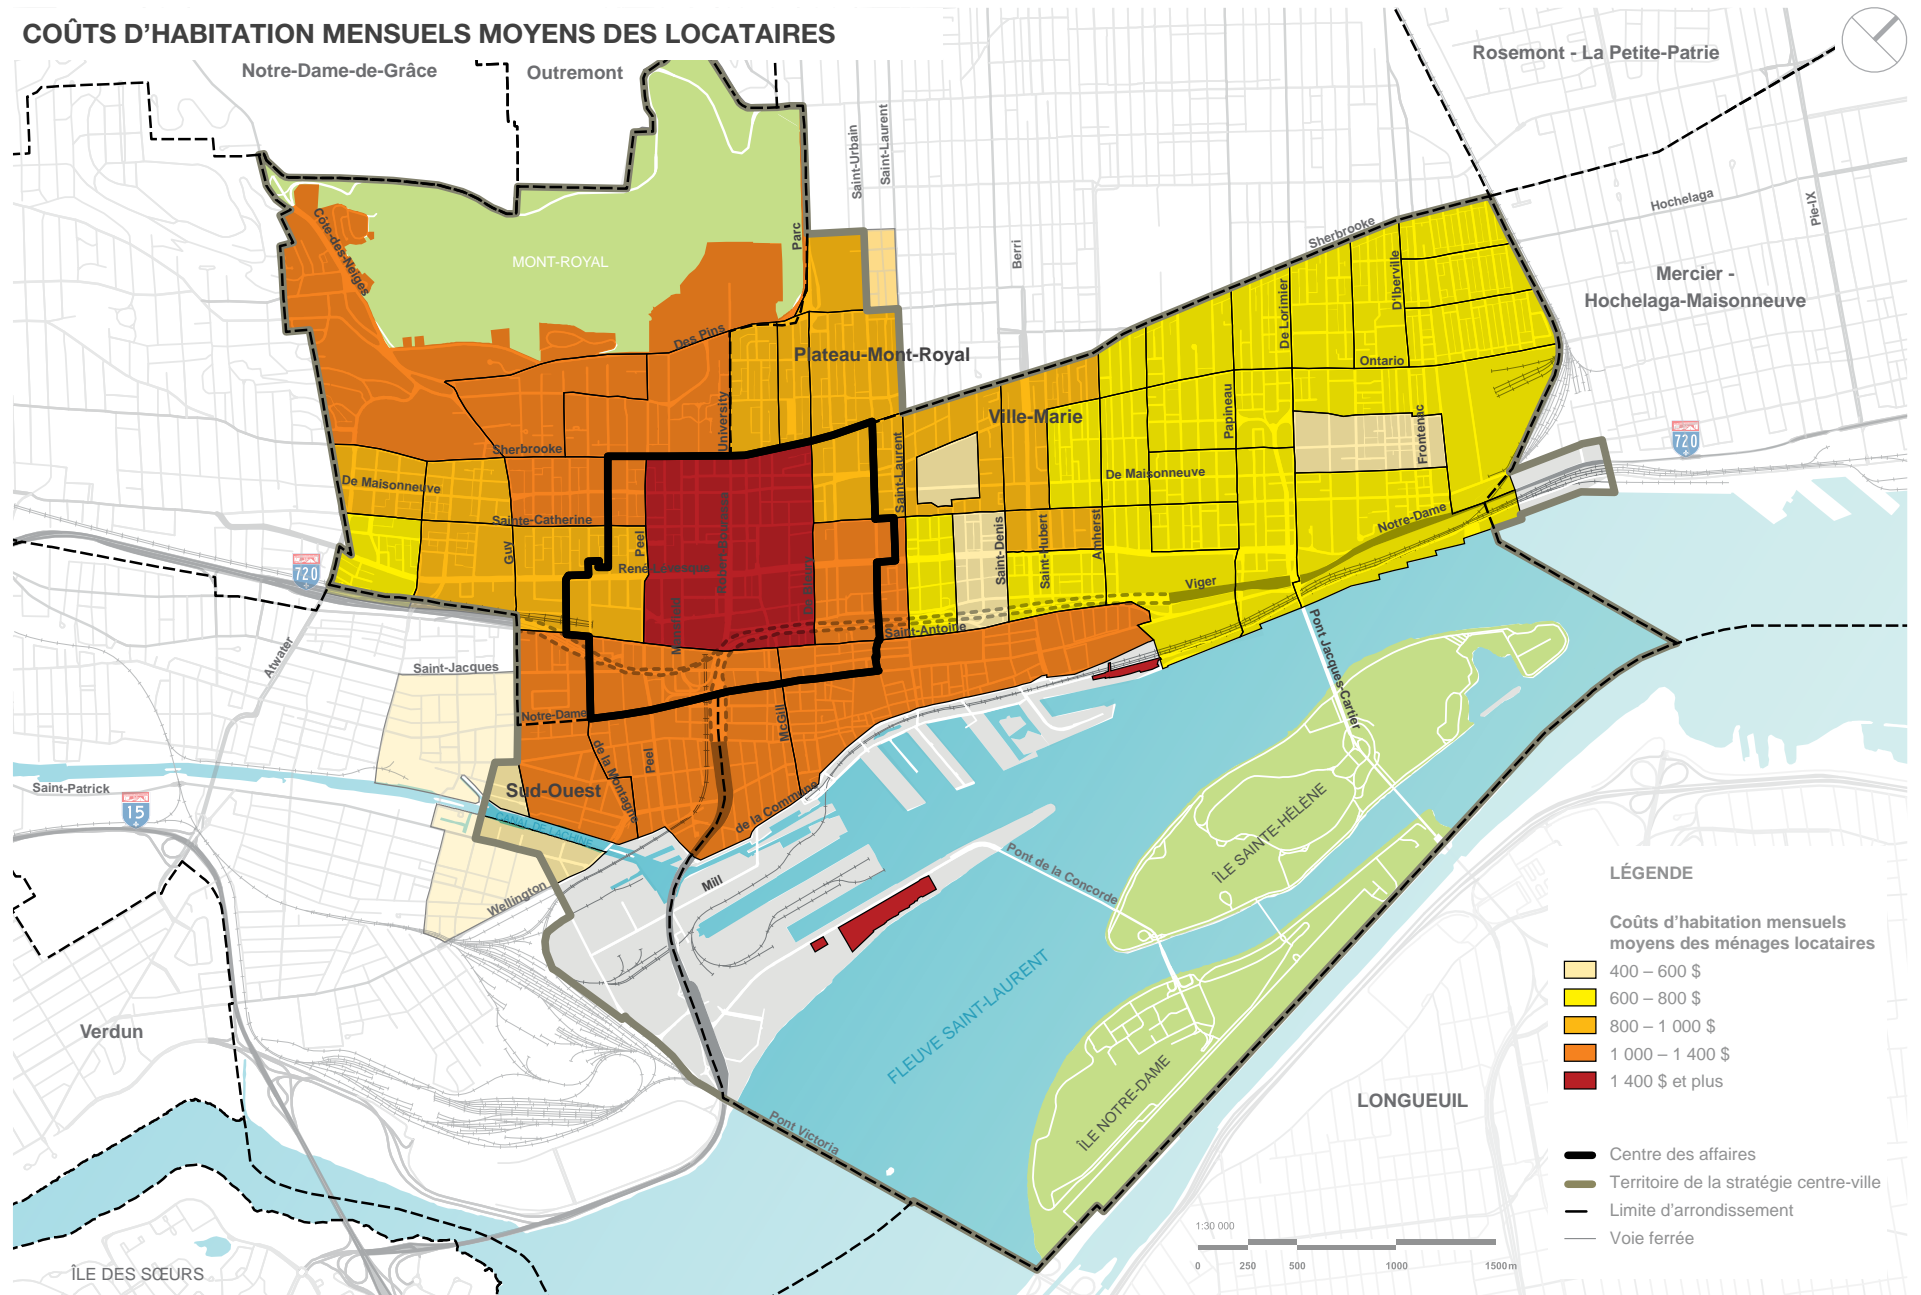 COÛTS D'HABITATION MENSUELS MOYENS DES LOCATAIRES
Notre-Dame-de-Grâce
Outremont
Rosemont - La Petite-Patrie
Saint-Urbain
Saint-Laurent
Hochelaga
Pie-IX
Côte-des-Neiges
MONT-ROYAL
Parc
Berri
Sherbrooke
D'Iberville
De Lorimier
Mercier -
Hochelaga-Maisonneuve
Des Pins
Plateau-Mont-Royal
Ontario
University
Ville-Marie
Papineau
Frontenac
720
Sherbrooke
Saint-Laurent
De Maisonneuve
De Maisonneuve
Sainte-Catherine
Robert-Bourassa
Guy
Peel
René-Lévesque
De Bleury
Saint-Denis
Saint-Hubert
Amherst
Notre-Dame
Viger
720
Mansfield
Saint-Antoine
Atwater
Saint-Jacques
Pont Jacques-Cartier
Notre-Dame
McGill
de la Montagne
Peel
Saint-Patrick
15
Sud-Ouest
de la Commune
CANAL DE LACHINE
ÎLE SAINTE-HÉLÈNE
Pont de la Concorde
Mill
Wellington
FLEUVE SAINT-LAURENT
Verdun
ÎLE NOTRE-DAME
LONGUEUIL
Pont Victoria
ÎLE DES SŒURS
LÉGENDE
Coûts d'habitation mensuels
moyens des ménages locataires
400 – 600 $
600 – 800 $
800 – 1 000 $
1 000 – 1 400 $
1 400 $ et plus
Centre des affaires
Territoire de la stratégie centre-ville
Limite d'arrondissement
Voie ferrée
1:30 000
0 250 500 1000 1500m